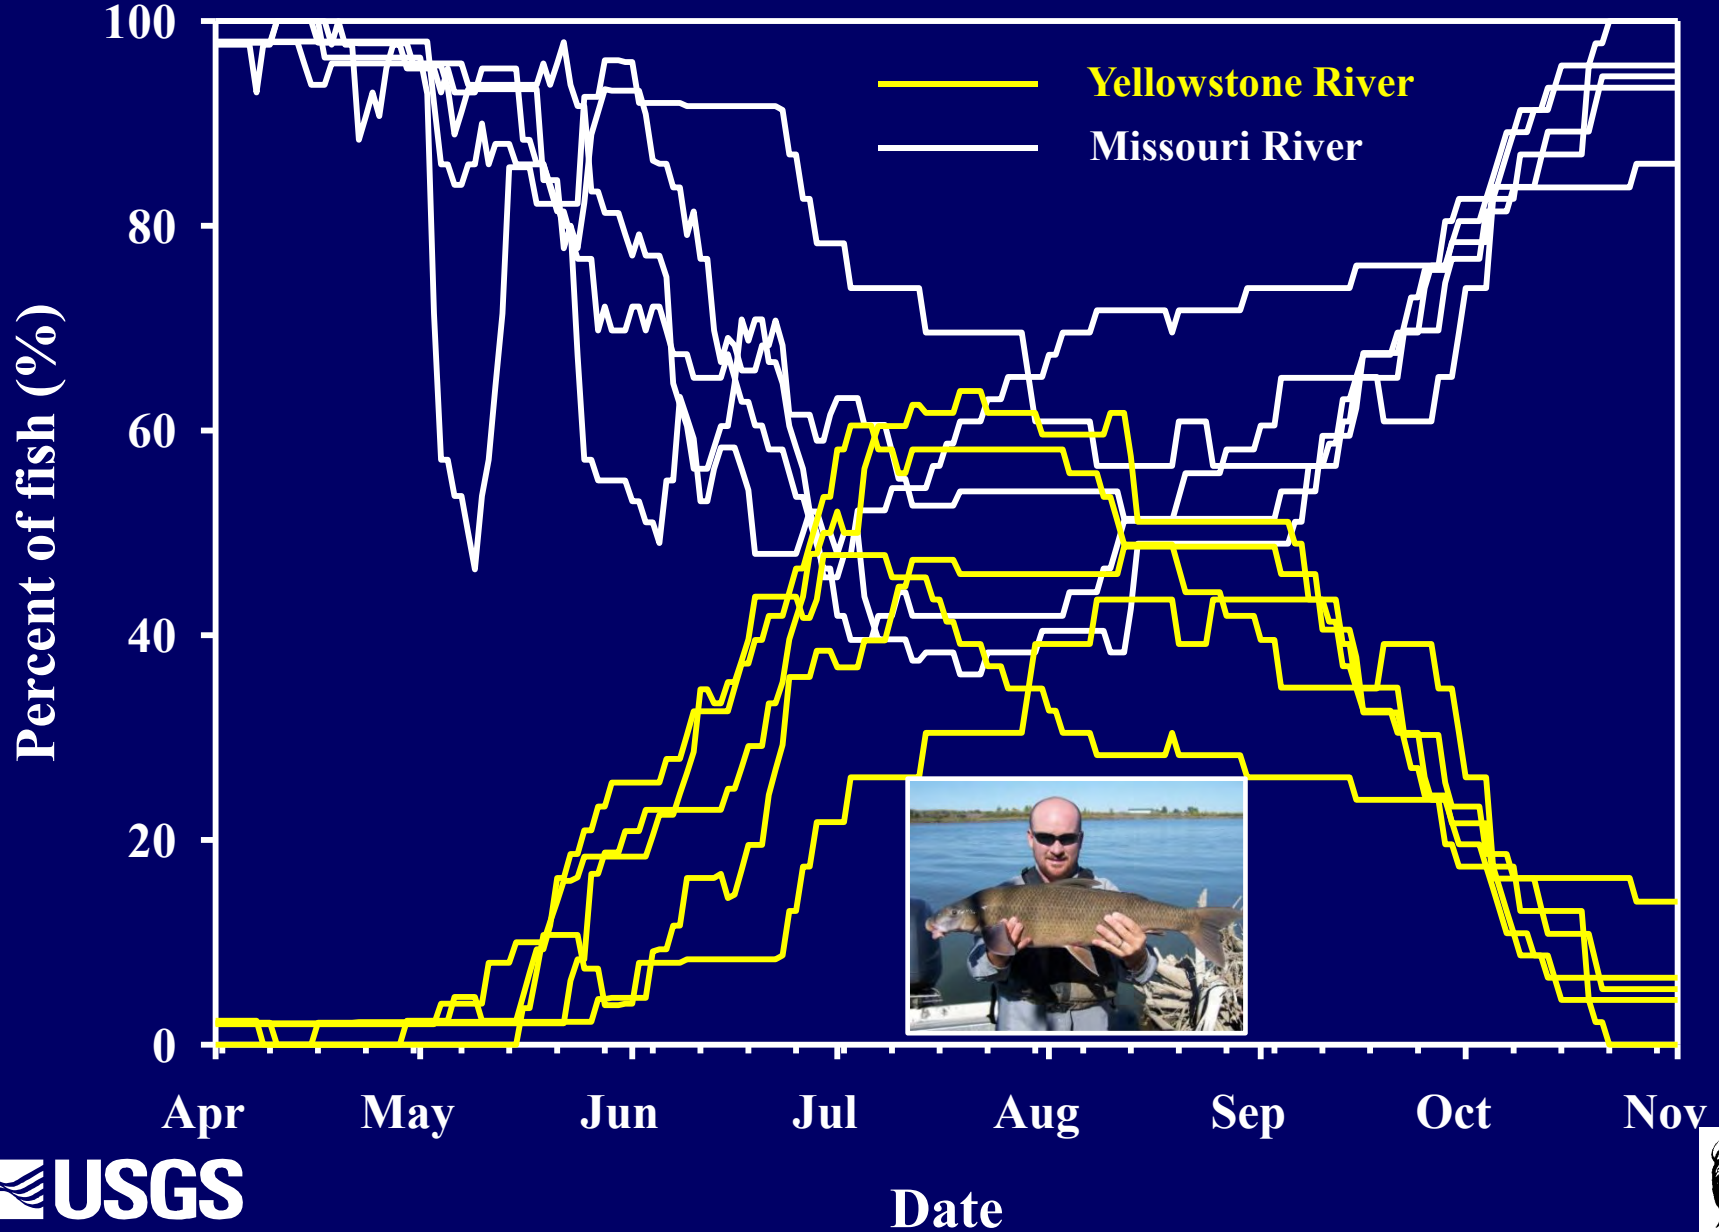 100
80
60
40
20
0
Percent of fish (%)
Yellowstone River
Missouri River
Apr May Jun Jul Aug Sep Oct Nov
Date
USGS